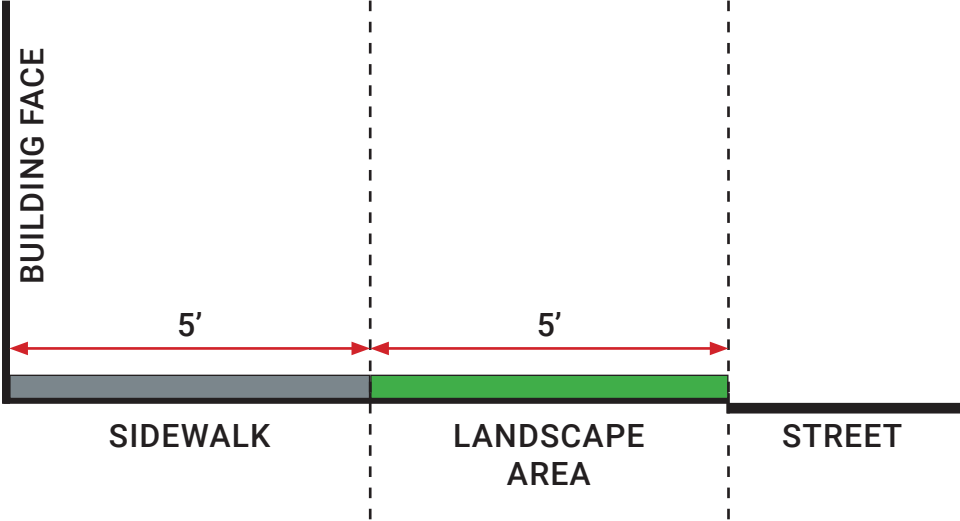 BUILDING FACE
5’
5’
SIDEWALK
LANDSCAPE
AREA
STREET